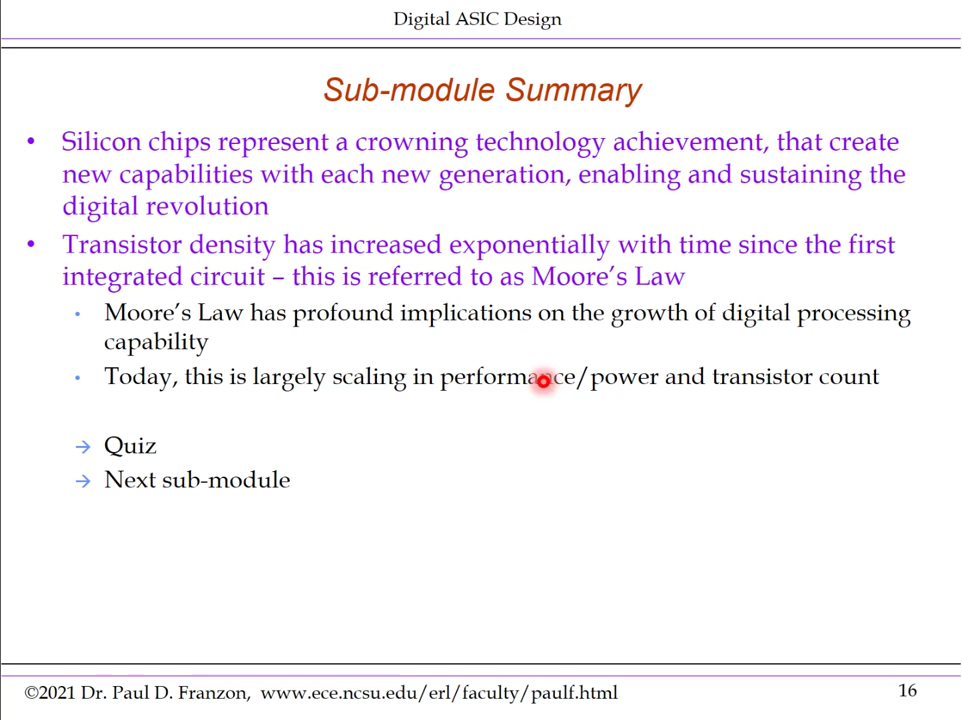 Digital ASIC Design
Sub-module Summary
• Silicon chips represent a crowning technology achievement, that create
new capabilities with each new generation, enabling and sustaining the
digital revolution
• Transistor density has increased exponentially with time since the first
integrated circuit – this is referred to as Moore’s Law
• Moore’s Law has profound implications on the growth of digital processing
capability
• Today, this is largely scaling in performance/power and transistor count
→ Quiz
→ Next sub-module
©2021 Dr. Paul D. Franzon, www.ece.ncsu.edu/erl/faculty/paulf.html
16